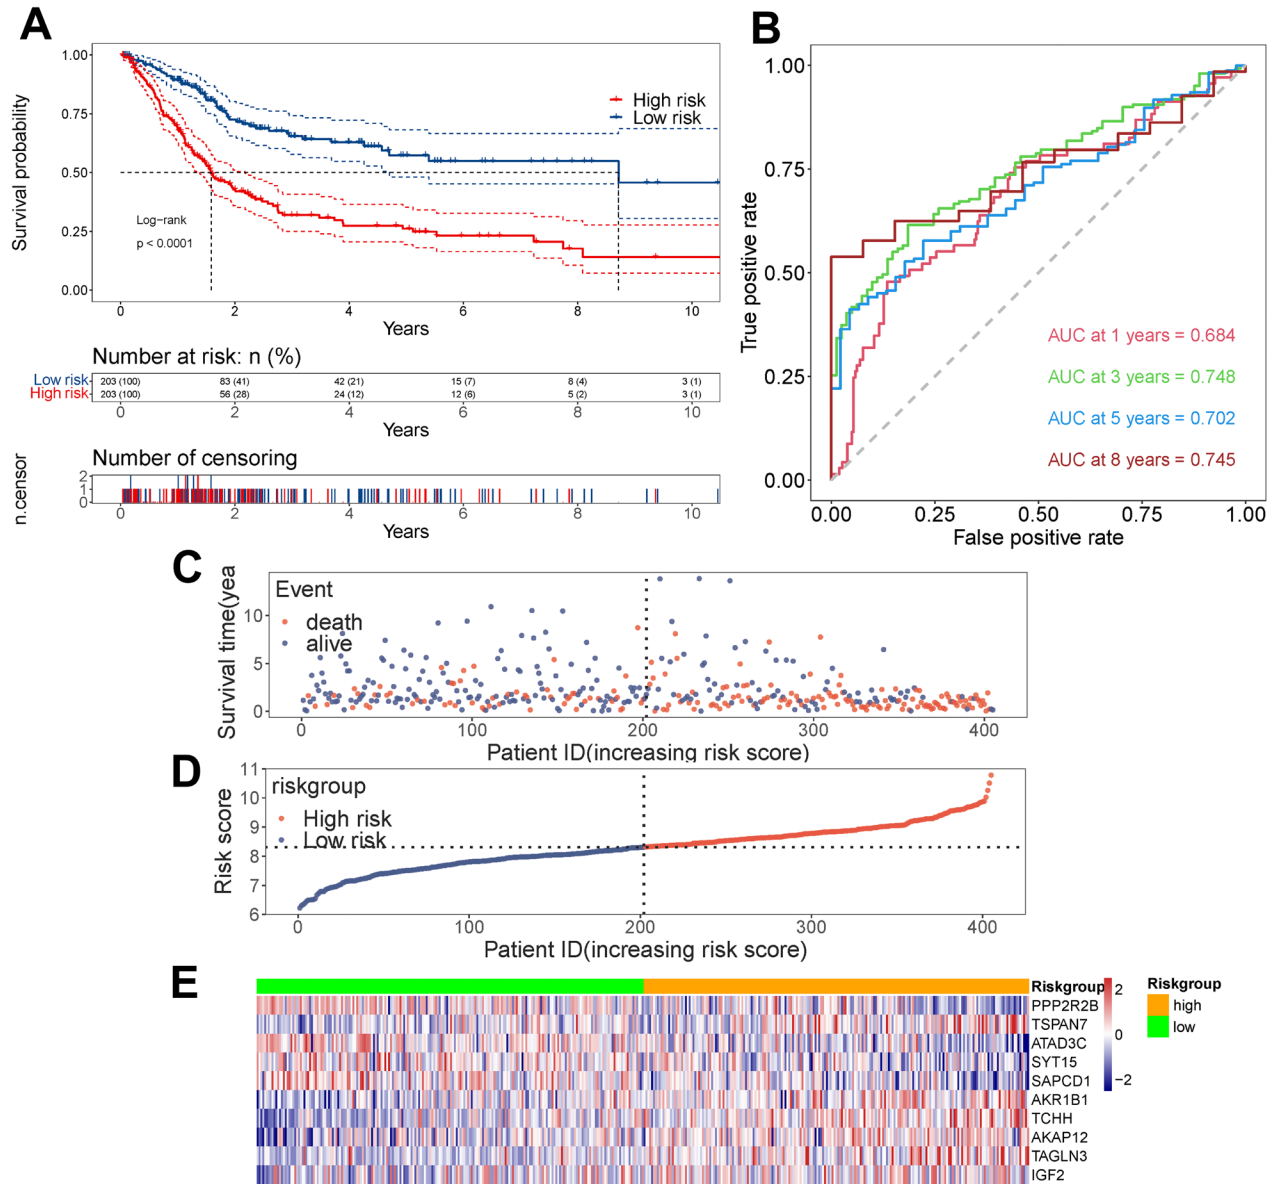 A
1.00
0.75
0.50
0.25
0.00
Survival probability
High risk
Low risk
Log-rank
p < 0.0001
0 2 4 6 8 10
Years
Number at risk: n (%)
Low risk 203 (100) 83 (41) 42 (21) 15 (7) 8 (4) 3 (1)
High risk 203 (100) 56 (28) 24 (12) 12 (6) 5 (2) 3 (1)
0 2 4 6 8 10
Years
Number of censoring
n.censor
2
1
0
0 2 4 6 8 10
Years
B
1.00
0.75
0.50
0.25
0.00
True positive rate
AUC at 1 years = 0.684
AUC at 3 years = 0.748
AUC at 5 years = 0.702
AUC at 8 years = 0.745
0.00 0.25 0.50 0.75 1.00
False positive rate
C
Survival time(yea
10
5
0
Event
death
alive
0 100 200 300 400
Patient ID(increasing risk score)
D
Risk score
11
10
9
8
7
6
riskgroup
High risk
Low risk
0 100 200 300 400
Patient ID(increasing risk score)
E
Riskgroup
PPP2R2B
TSPAN7
ATAD3C
SYT15
SAPCD1
AKR1B1
TCHH
AKAP12
TAGLN3
IGF2
2
0
−2
Riskgroup
high
low